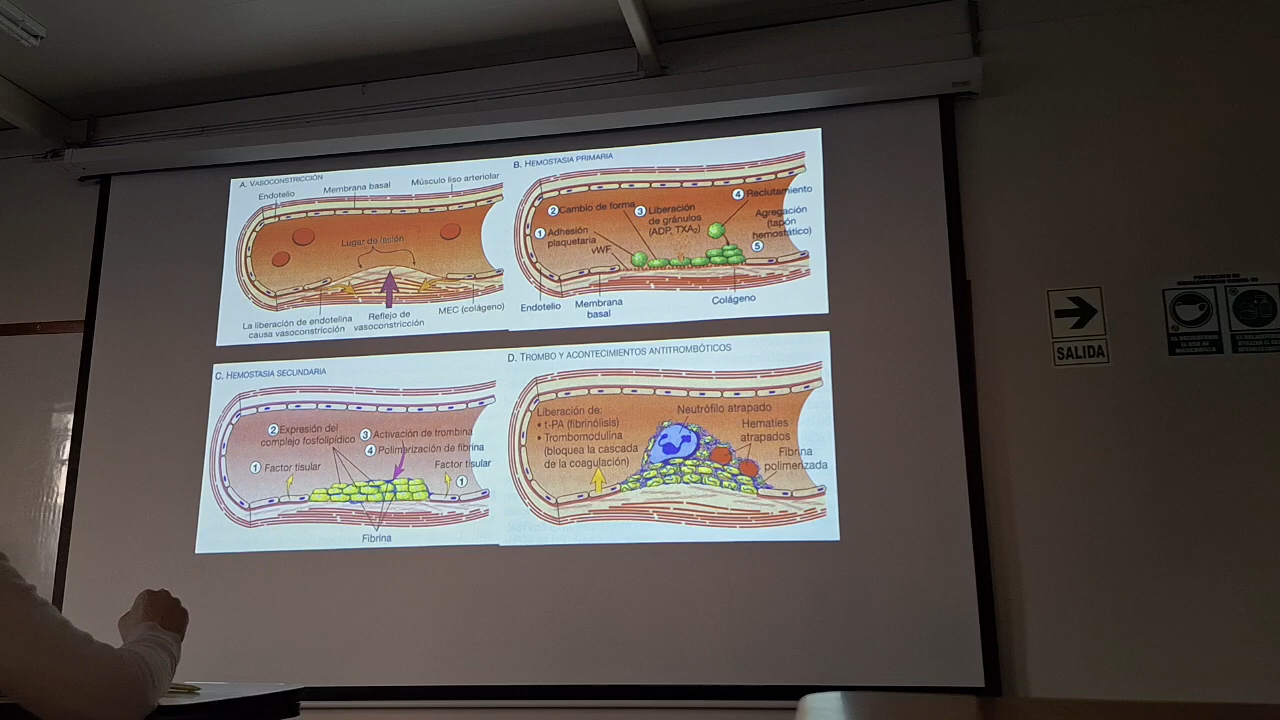 A. VASOCONSTRICCIÓN
Endotelio
Membrana basal
Músculo liso arteriolar
Lugar de lesión
La liberación de endotelina
causa vasoconstricción
Reflejo de
vasoconstricción
MEC (colágeno)
B. HEMOSTASIA PRIMARIA
2 Cambio de forma
3 Liberación
de gránulos
(ADP, TXA₂)
4 Reclutamiento
1 Adhesión
plaquetaria
vWF
Agregación
(tapón
hemostático)
5
Endotelio
Membrana
basal
Colágeno
C. HEMOSTASIA SECUNDARIA
2 Expresión del
complejo fosfolipídico
3 Activación de trombina
4 Polimerización de fibrina
1 Factor tisular
Factor tisular
1
Fibrina
D. TROMBO Y ACONTECIMIENTOS ANTITROMBÓTICOS
Liberación de:
• t-PA (fibrinólisis)
• Trombomodulina
(bloquea la cascada
de la coagulación)
Neutrófilo atrapado
Hematíes
atrapados
Fibrina
polimerizada
SALIDA